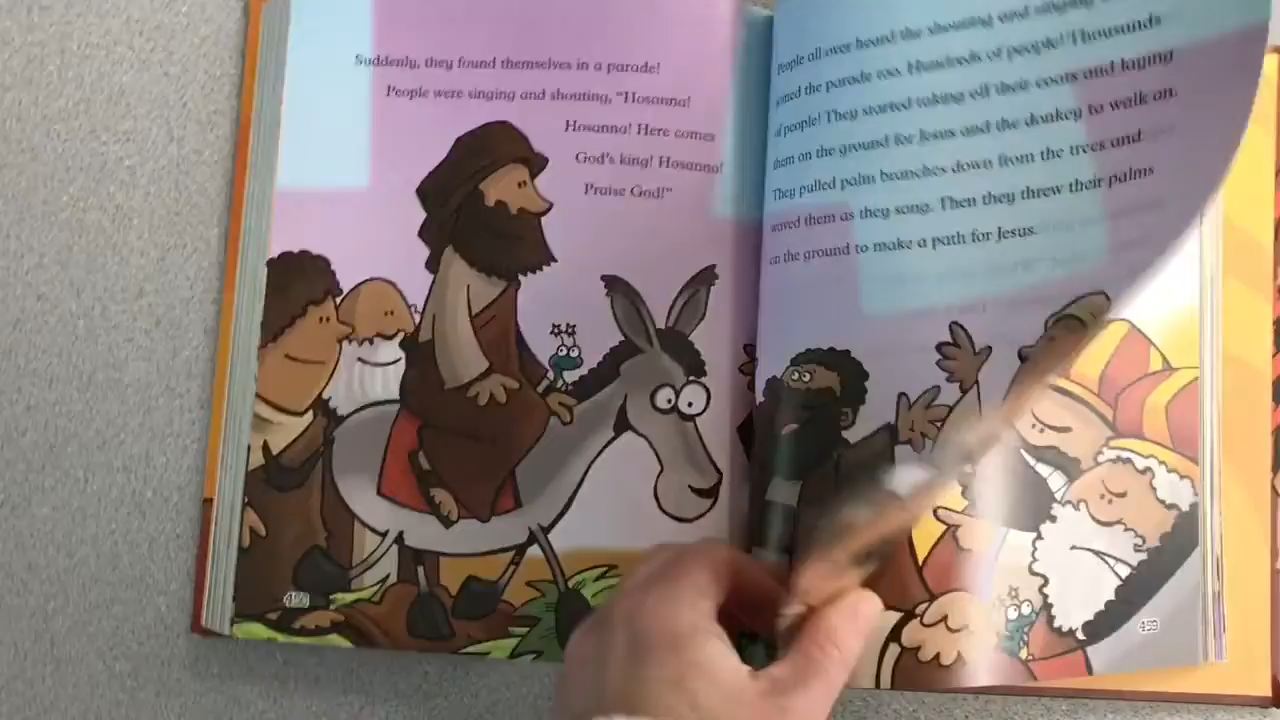 Suddenly, they found themselves in a parade!
People were singing and shouting, "Hosanna!
Hosanna! Here comes
God's king! Hosanna!
Praise God!"
People all over heard the shouting and singing
joined the parade too. Hundreds of people! Thousands
of people! They started taking off their coats and laying
them on the ground for Jesus and the donkey to walk on.
They pulled palm branches down from the trees and
waved them as they sang. Then they threw their palms
on the ground to make a path for Jesus.
459